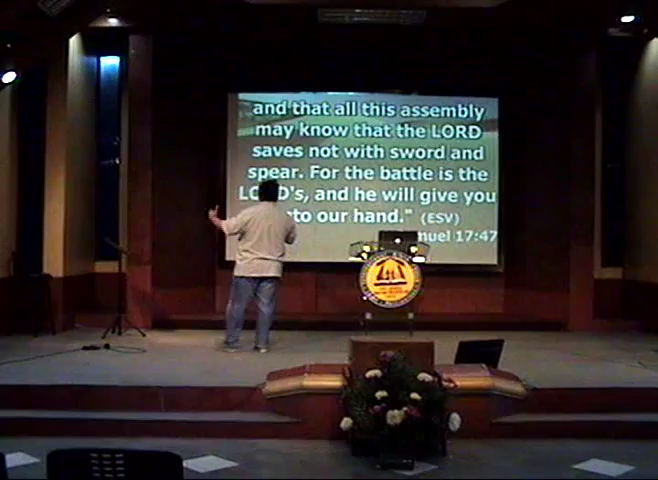 and that all this assembly
may know that the LORD
saves not with sword and
spear. For the battle is the
LORD's, and he will give you
into our hand." (ESV)
muel 17:47